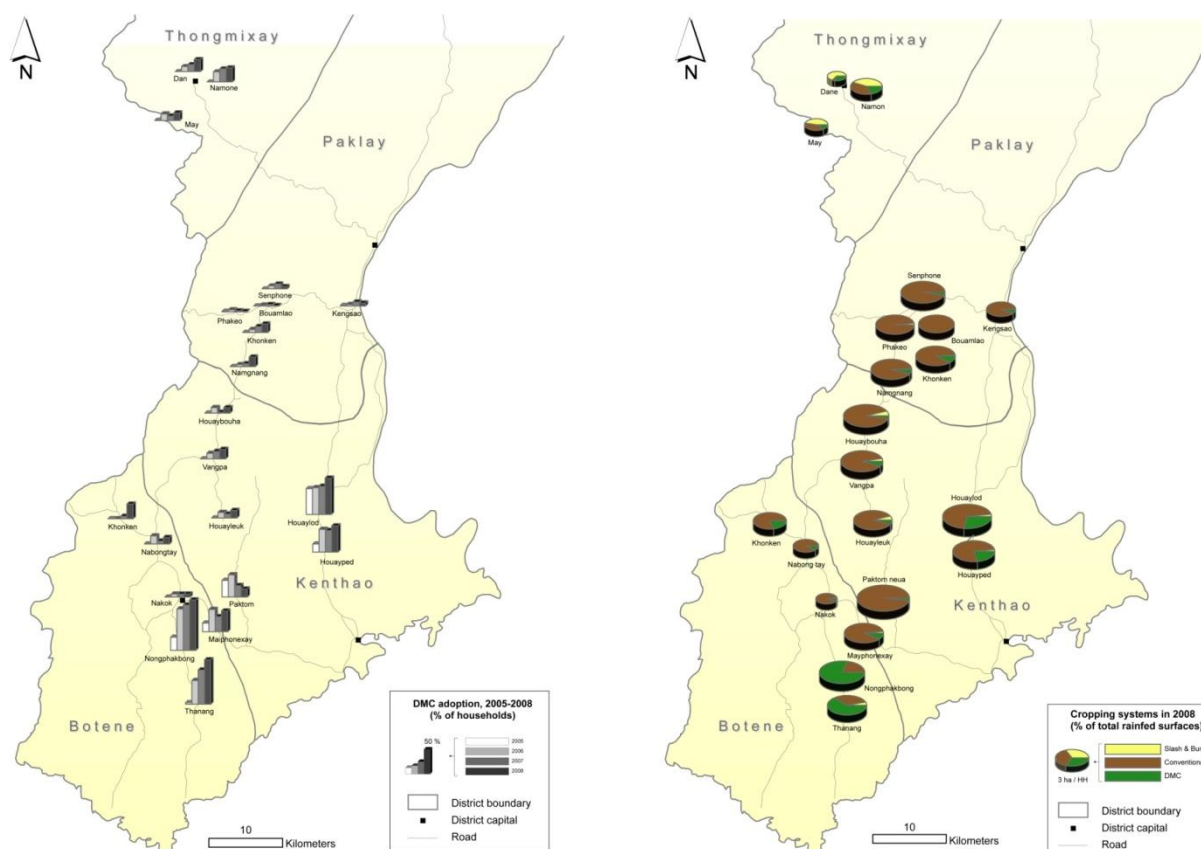 N
Thongmixay
Dan
Namone
May
Paklay
Senphone
Bouamlao
Kengsao
Phakeo
Khonken
Namgnang
Houaybouha
Vangpa
Houaylod
Khonken
Houayleuk
Nabongtay
Houayped
Kenthao
Nakok
Paktom
Maiphonexay
Nongphakbong
Thanang
Botene
DMC adoption, 2005-2008
(% of households)
50 %
2005
2006
2007
2008
District boundary
District capital
Road
10
Kilometers
N
Thongmixay
Dane
Namon
May
Paklay
Senphone
Kengsao
Phakeo
Bouamlao
Khonken
Namgnang
Houaybouha
Vangpa
Houaylod
Khonken
Houayleuk
Nabong tay
Houayped
Paktom neua
Kenthao
Nakok
Mayphonexay
Nongphakbong
Thanang
Botene
Cropping systems in 2008
(% of total rainfed surfaces)
Slash & Bu
Conventiona
DMC
3 ha / HH
District boundary
District capital
Road
10
Kilometers